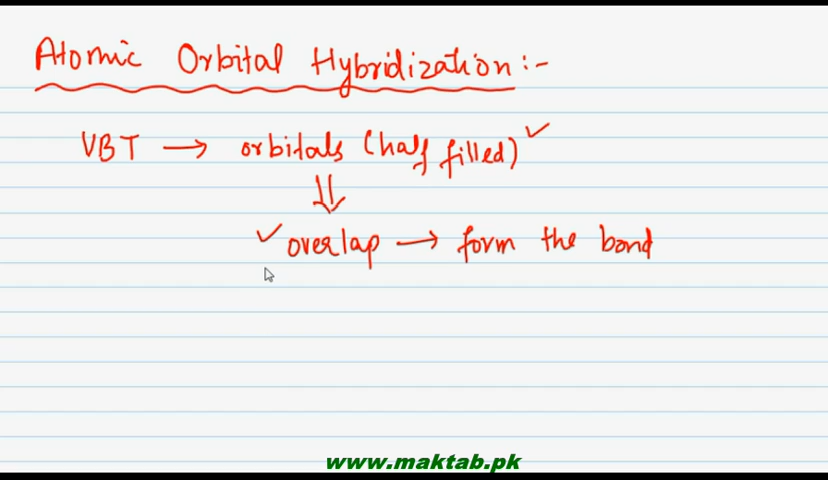 Atomic Orbital Hybridization :-
VBT → orbitals (half filled) ✓
⇓
✓ overlap → form the bond
www.maktab.pk